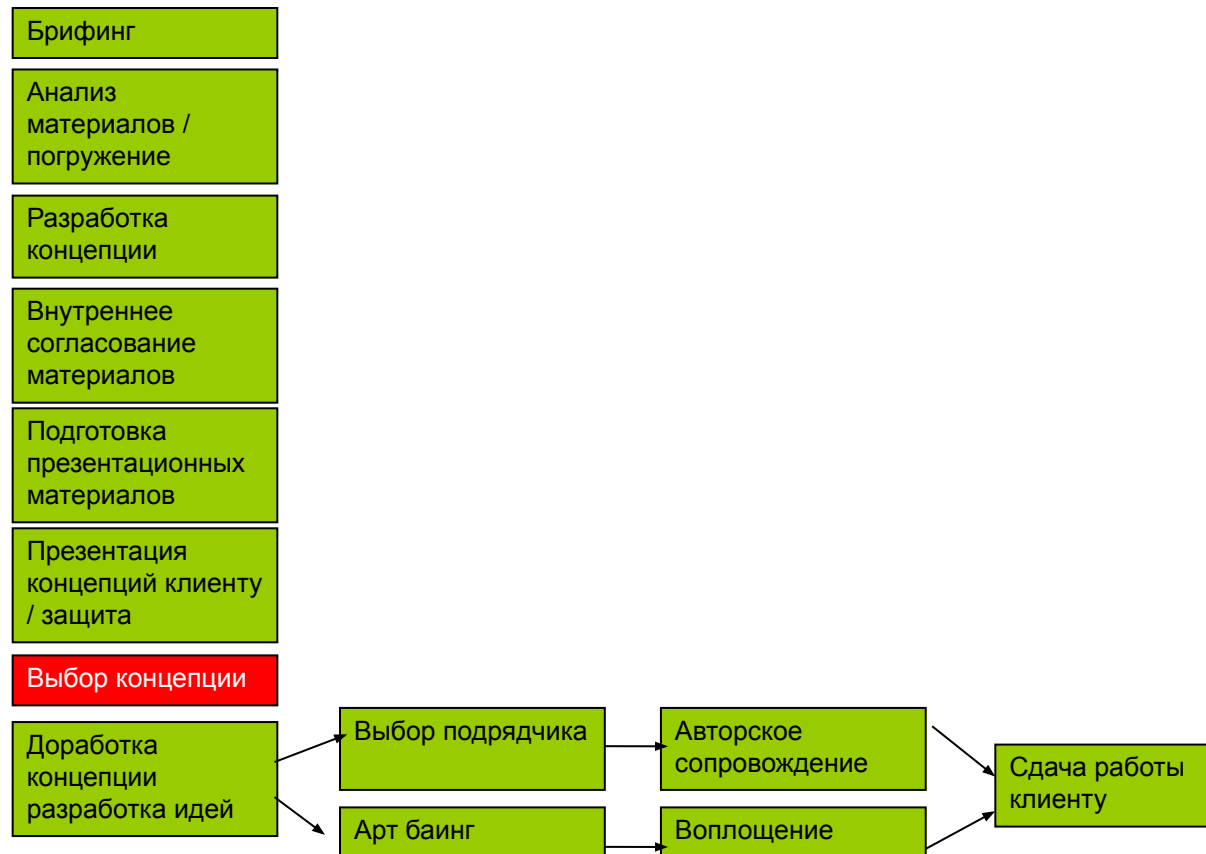 Брифинг
Анализ
материалов /
погружение
Разработка
концепции
Внутреннее
согласование
материалов
Подготовка
презентационных
материалов
Презентация
концепций клиенту
/ защита
Выбор концепции
Доработка
концепции
разработка идей
Выбор подрядчика
Авторское
сопровождение
Арт баинг
Воплощение
Сдача работы
клиенту